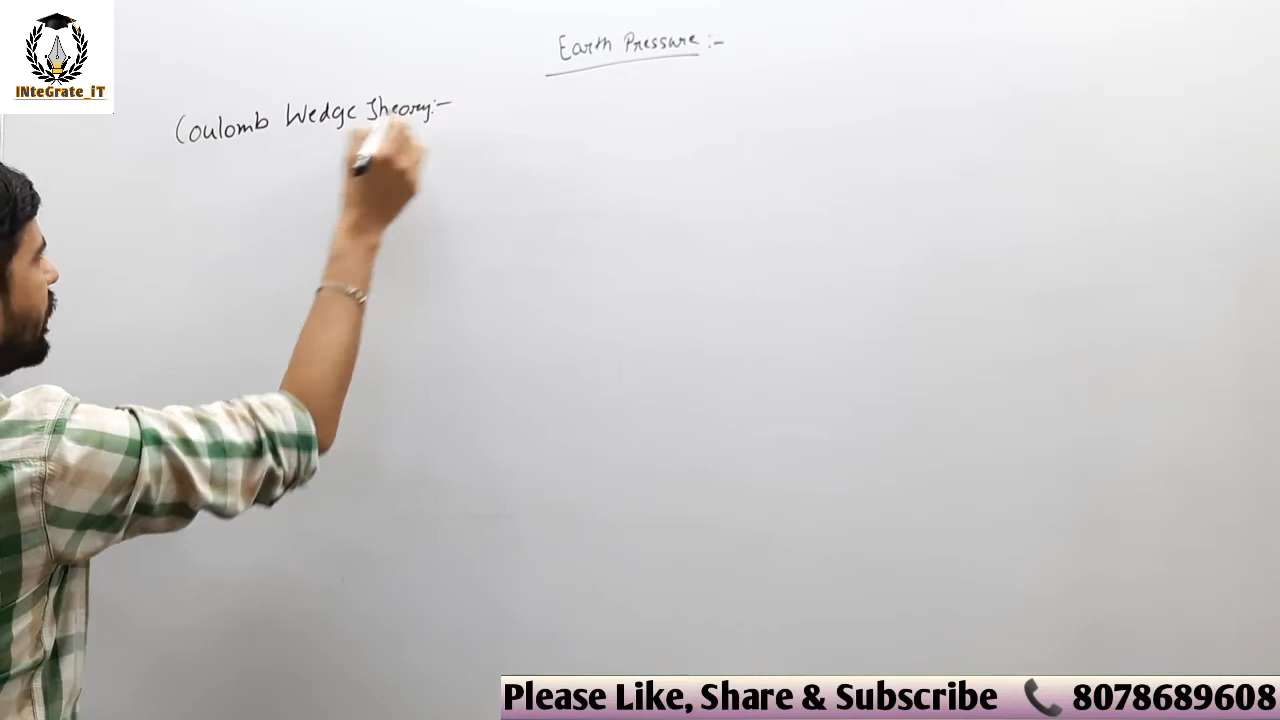 INteGrate_iT
Earth Pressure :-
Coulomb Wedge Theory:-
Please Like, Share & Subscribe 8078689608